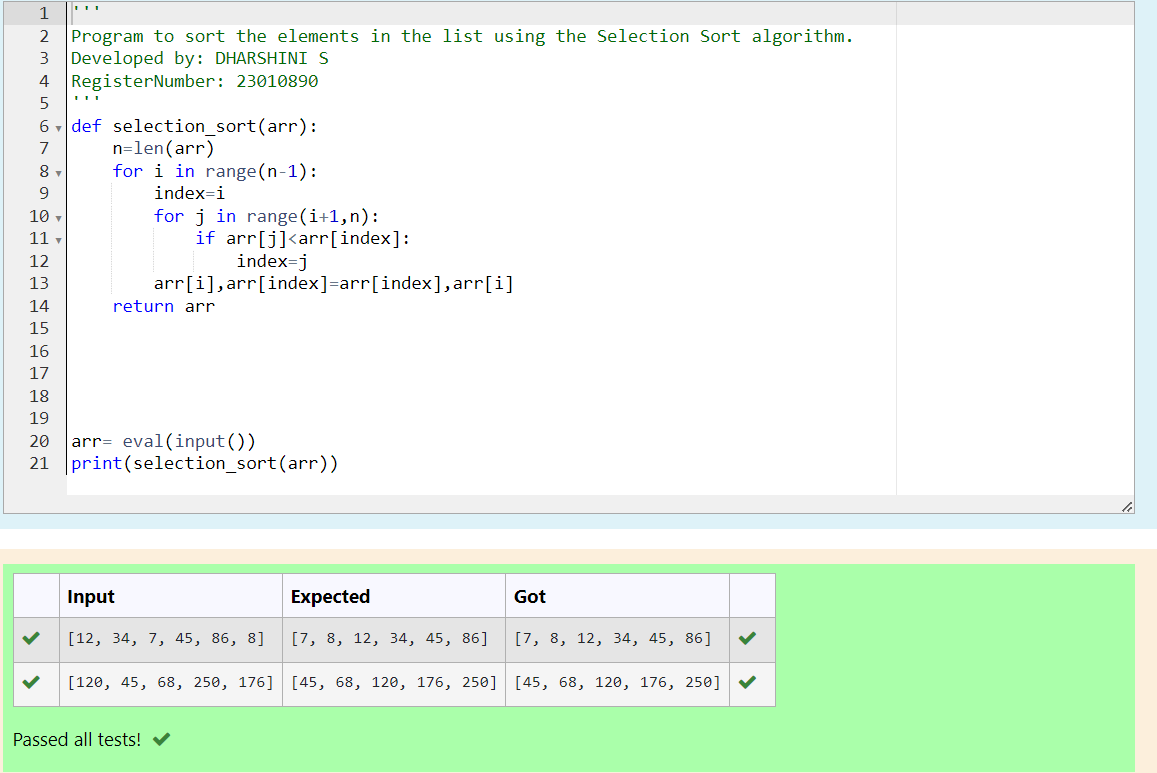 1 '''
2 Program to sort the elements in the list using the Selection Sort algorithm.
3 Developed by: DHARSHINI S
4 RegisterNumber: 23010890
5 '''
6 def selection_sort(arr):
7     n=len(arr)
8     for i in range(n-1):
9         index=i
10         for j in range(i+1,n):
11             if arr[j]<arr[index]:
12                 index=j
13         arr[i],arr[index]=arr[index],arr[i]
14     return arr
15
16
17
18
19
20 arr= eval(input())
21 print(selection_sort(arr))
Input Expected Got
[12, 34, 7, 45, 86, 8] [7, 8, 12, 34, 45, 86] [7, 8, 12, 34, 45, 86]
[120, 45, 68, 250, 176] [45, 68, 120, 176, 250] [45, 68, 120, 176, 250]
Passed all tests!